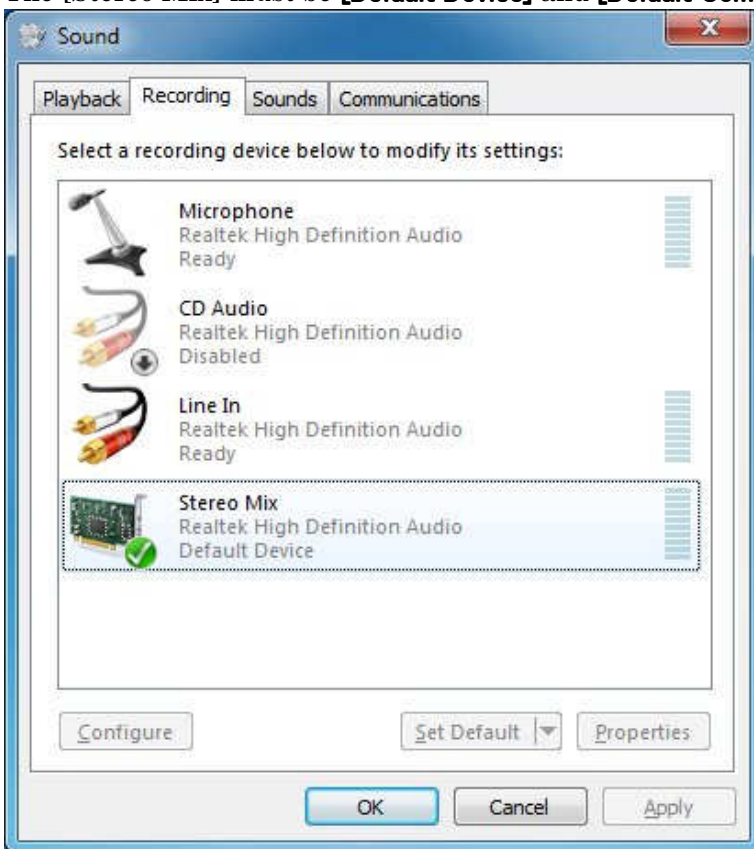 The [Stereo Mix] must be [Default Device] and [Default Com
Sound
Playback Recording Sounds Communications
Select a recording device below to modify its settings:
Microphone
Realtek High Definition Audio
Ready
CD Audio
Realtek High Definition Audio
Disabled
Line In
Realtek High Definition Audio
Ready
Stereo Mix
Realtek High Definition Audio
Default Device
Configure Set Default Properties
OK Cancel Apply